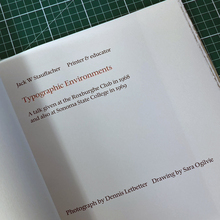 Jack W Stauffacher Printer & educator
Typographic Environments
A talk given at the Roxburghe Club in 1968
and also at Sonoma State College in 1969
Photograph by Dennis Letbetter Drawing by Sara Ogilvie